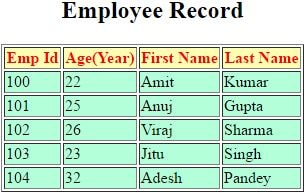 Employee Record
Emp Id Age(Year) First Name Last Name
100 22 Amit Kumar
101 25 Anuj Gupta
102 26 Viraj Sharma
103 23 Jitu Singh
104 32 Adesh Pandey